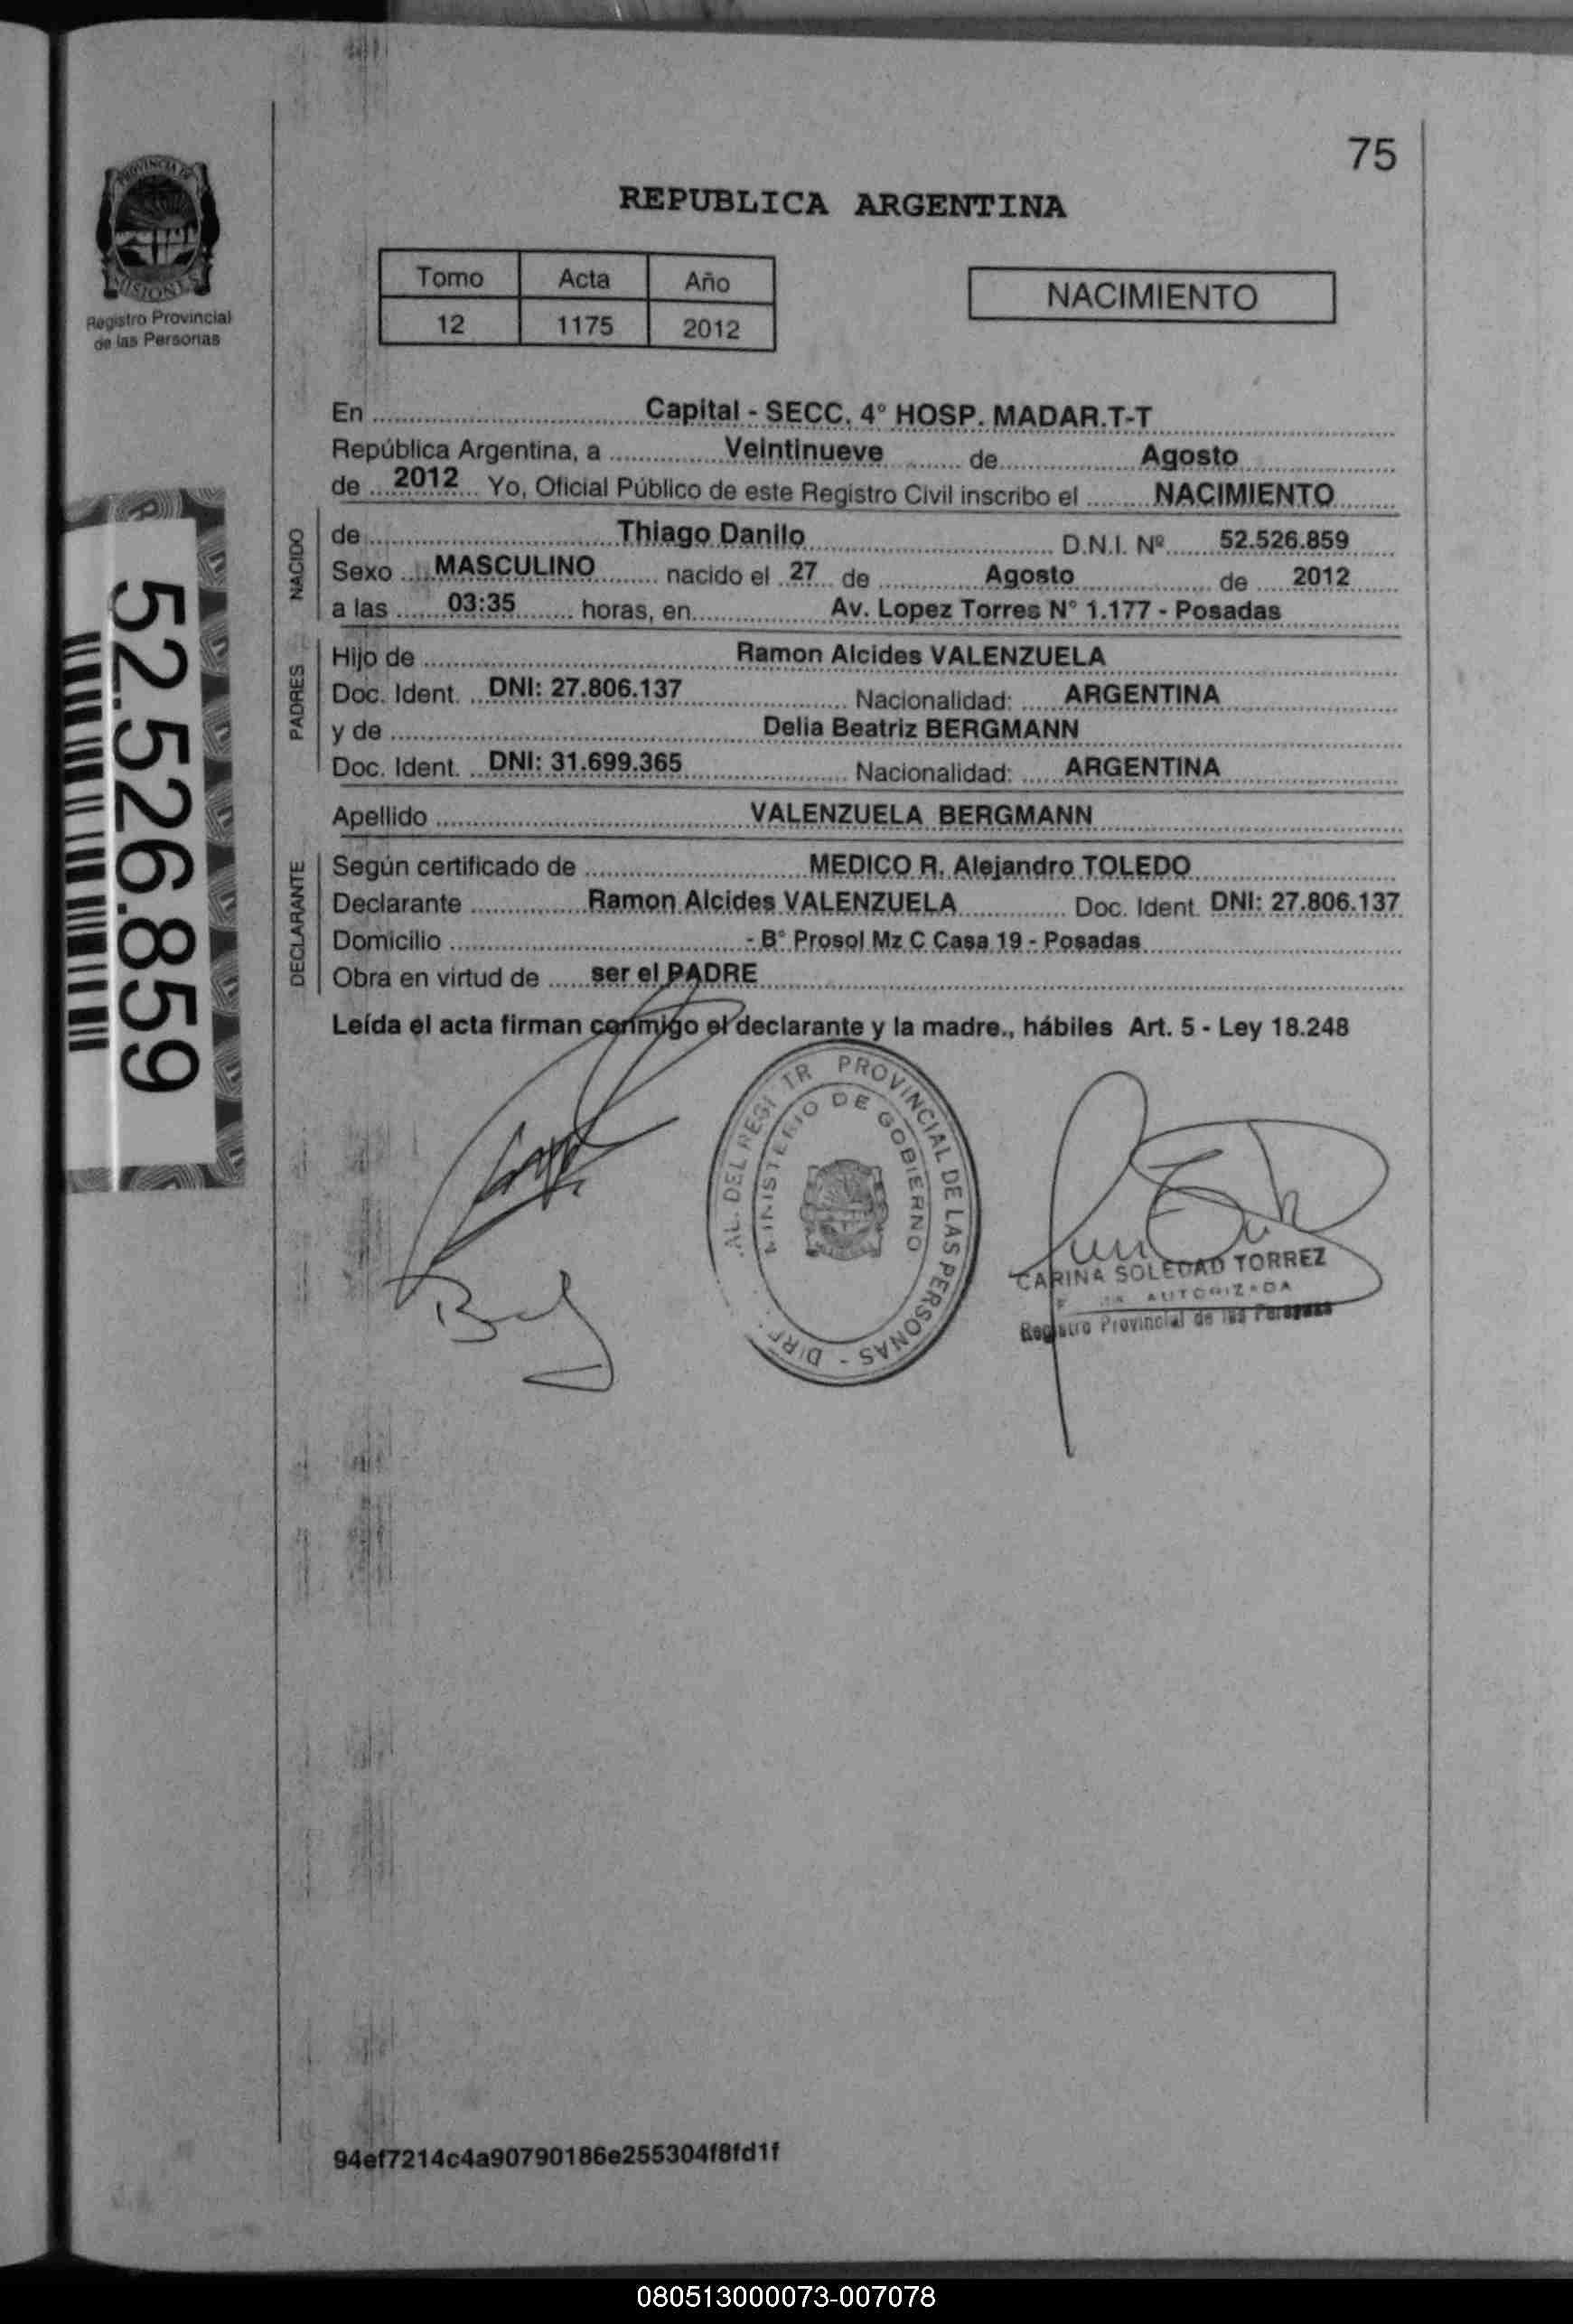 75
PROVINCIA DE
MISIONES
Registro Provincial
de las Personas
REPUBLICA ARGENTINA
Tomo Acta Año
12 1175 2012
NACIMIENTO
En Capital - SECC. 4° HOSP. MADAR.T-T
República Argentina, a Veintinueve de Agosto
de 2012 Yo, Oficial Público de este Registro Civil inscribo el NACIMIENTO
NACIDO
de Thiago Danilo D.N.I. Nº 52.526.859
Sexo MASCULINO nacido el 27 de Agosto de 2012
a las 03:35 horas, en Av. Lopez Torres N° 1.177 - Posadas
PADRES
Hijo de Ramon Alcides VALENZUELA
Doc. Ident. DNI: 27.806.137 Nacionalidad: ARGENTINA
y de Delia Beatriz BERGMANN
Doc. Ident. DNI: 31.699.365 Nacionalidad: ARGENTINA
Apellido VALENZUELA BERGMANN
DECLARANTE
Según certificado de MEDICO R. Alejandro TOLEDO
Declarante Ramon Alcides VALENZUELA Doc. Ident. DNI: 27.806.137
Domicilio - B° Prosol Mz C Casa 19 - Posadas
Obra en virtud de ser el PADRE
Leída el acta firman conmigo el declarante y la madre., hábiles Art. 5 - Ley 18.248
52.526.859
PROVINCIAL DE LAS PERSONAS
MINISTERIO DE GOBIERNO
CARINA SOLEDAD TORREZ
AUTORIZADA
Registro Provincial de las Personas
94ef7214c4a90790186e255304f8fd1f
080513000073-007078